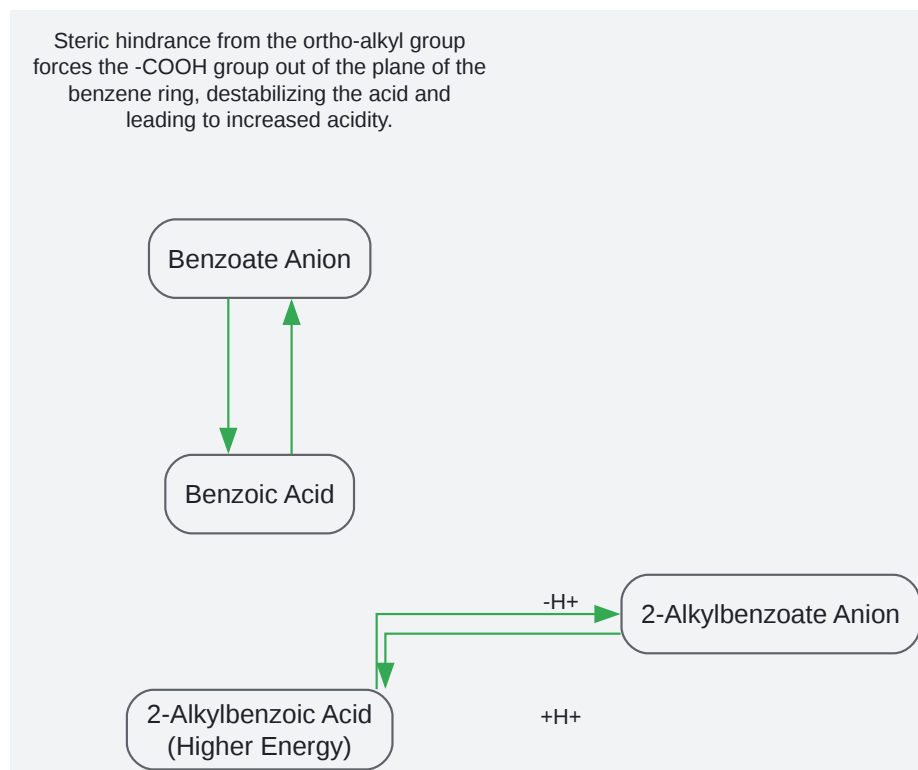 Steric hindrance from the ortho-alkyl group
forces the -COOH group out of the plane of the
benzene ring, destabilizing the acid and
leading to increased acidity.
Benzoate Anion
Benzoic Acid
-H+
2-Alkylbenzoate Anion
2-Alkylbenzoic Acid
(Higher Energy)
+H+